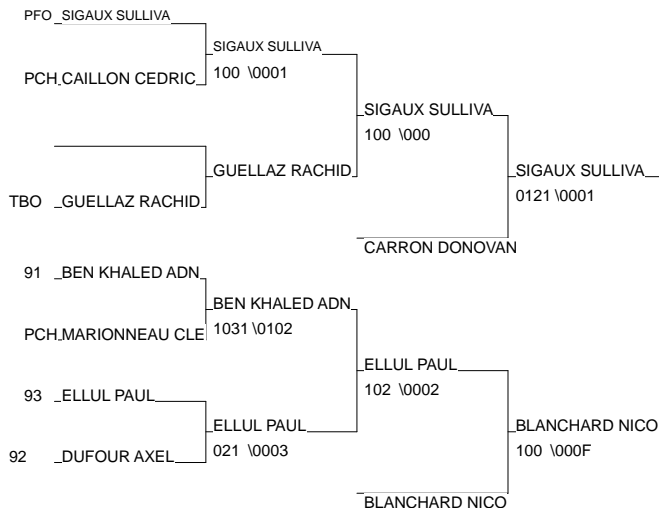 PFO SIGAUX SULLIVA
SIGAUX SULLIVA
PCH CAILLON CEDRIC
100 \0001
SIGAUX SULLIVA
100 \000
GUELLAZ RACHID
SIGAUX SULLIVA
TBO GUELLAZ RACHID
0121 \0001
CARRON DONOVAN
91 BEN KHALED ADN
BEN KHALED ADN
PCH MARIONNEAU CLE
1031 \0102
ELLUL PAUL
102 \0002
93 ELLUL PAUL
ELLUL PAUL
BLANCHARD NICO
021 \0003
100 \000F
92 DUFOUR AXEL
BLANCHARD NICO